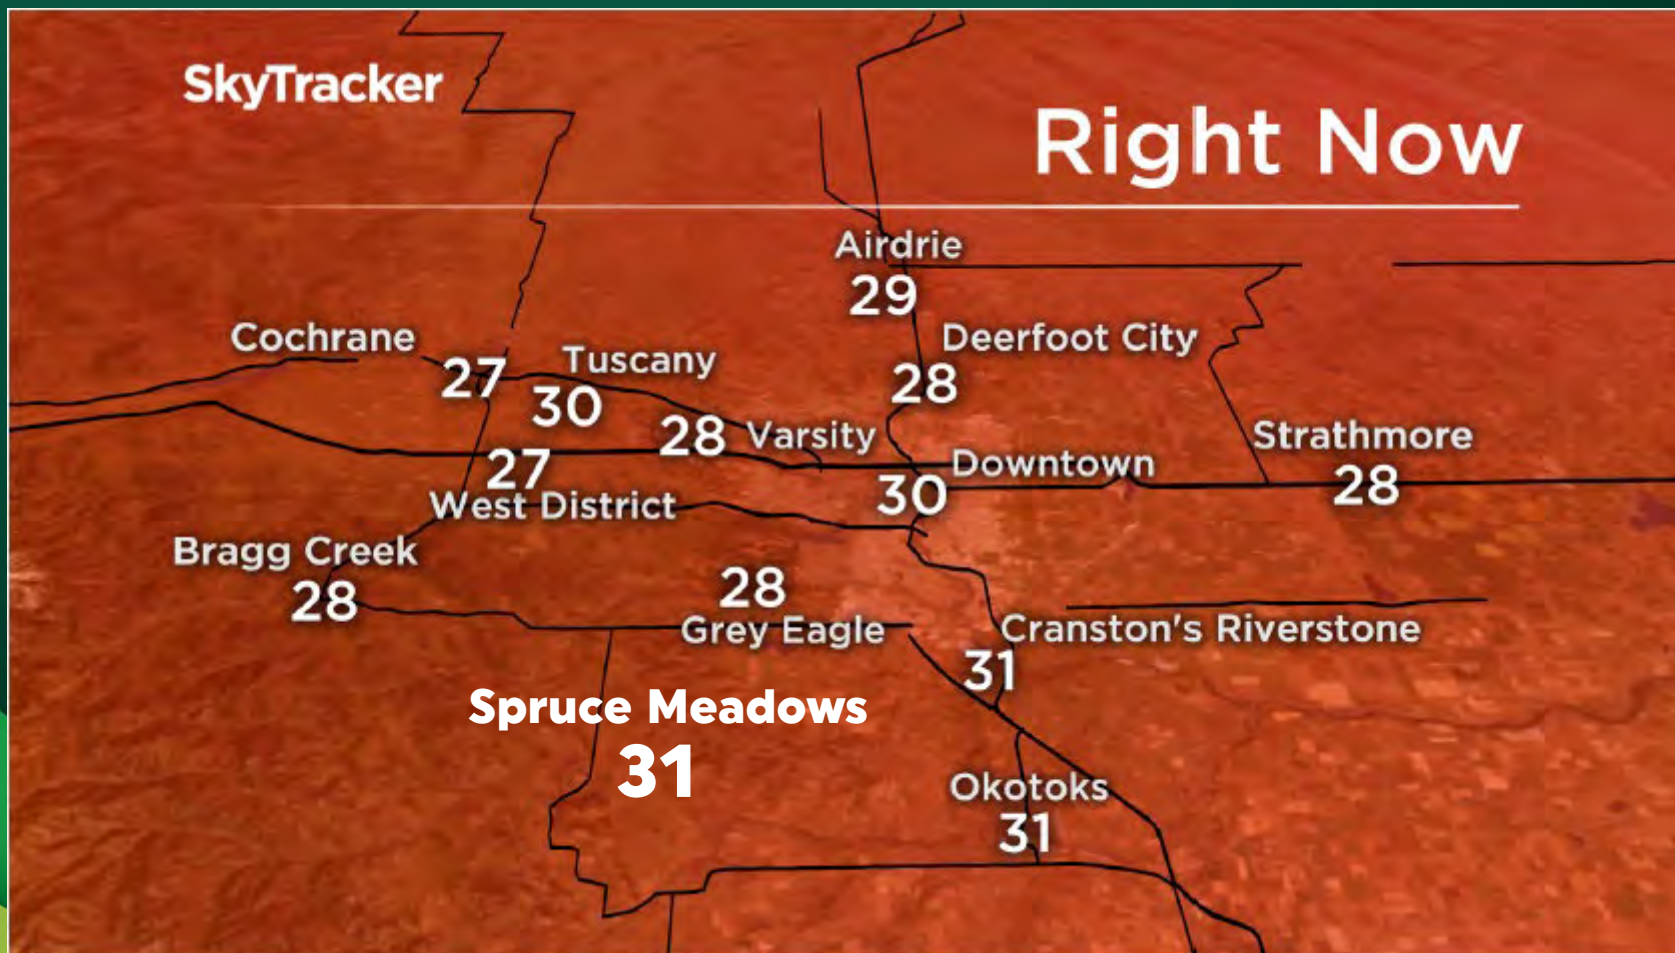 SkyTracker
Right Now
Airdrie
29
Cochrane
27
Tuscany
30
Deerfoot City
28
28 Varsity
27
West District
Downtown
30
Strathmore
28
Bragg Creek
28
28
Grey Eagle
Cranston's Riverstone
31
Spruce Meadows
31
Okotoks
31